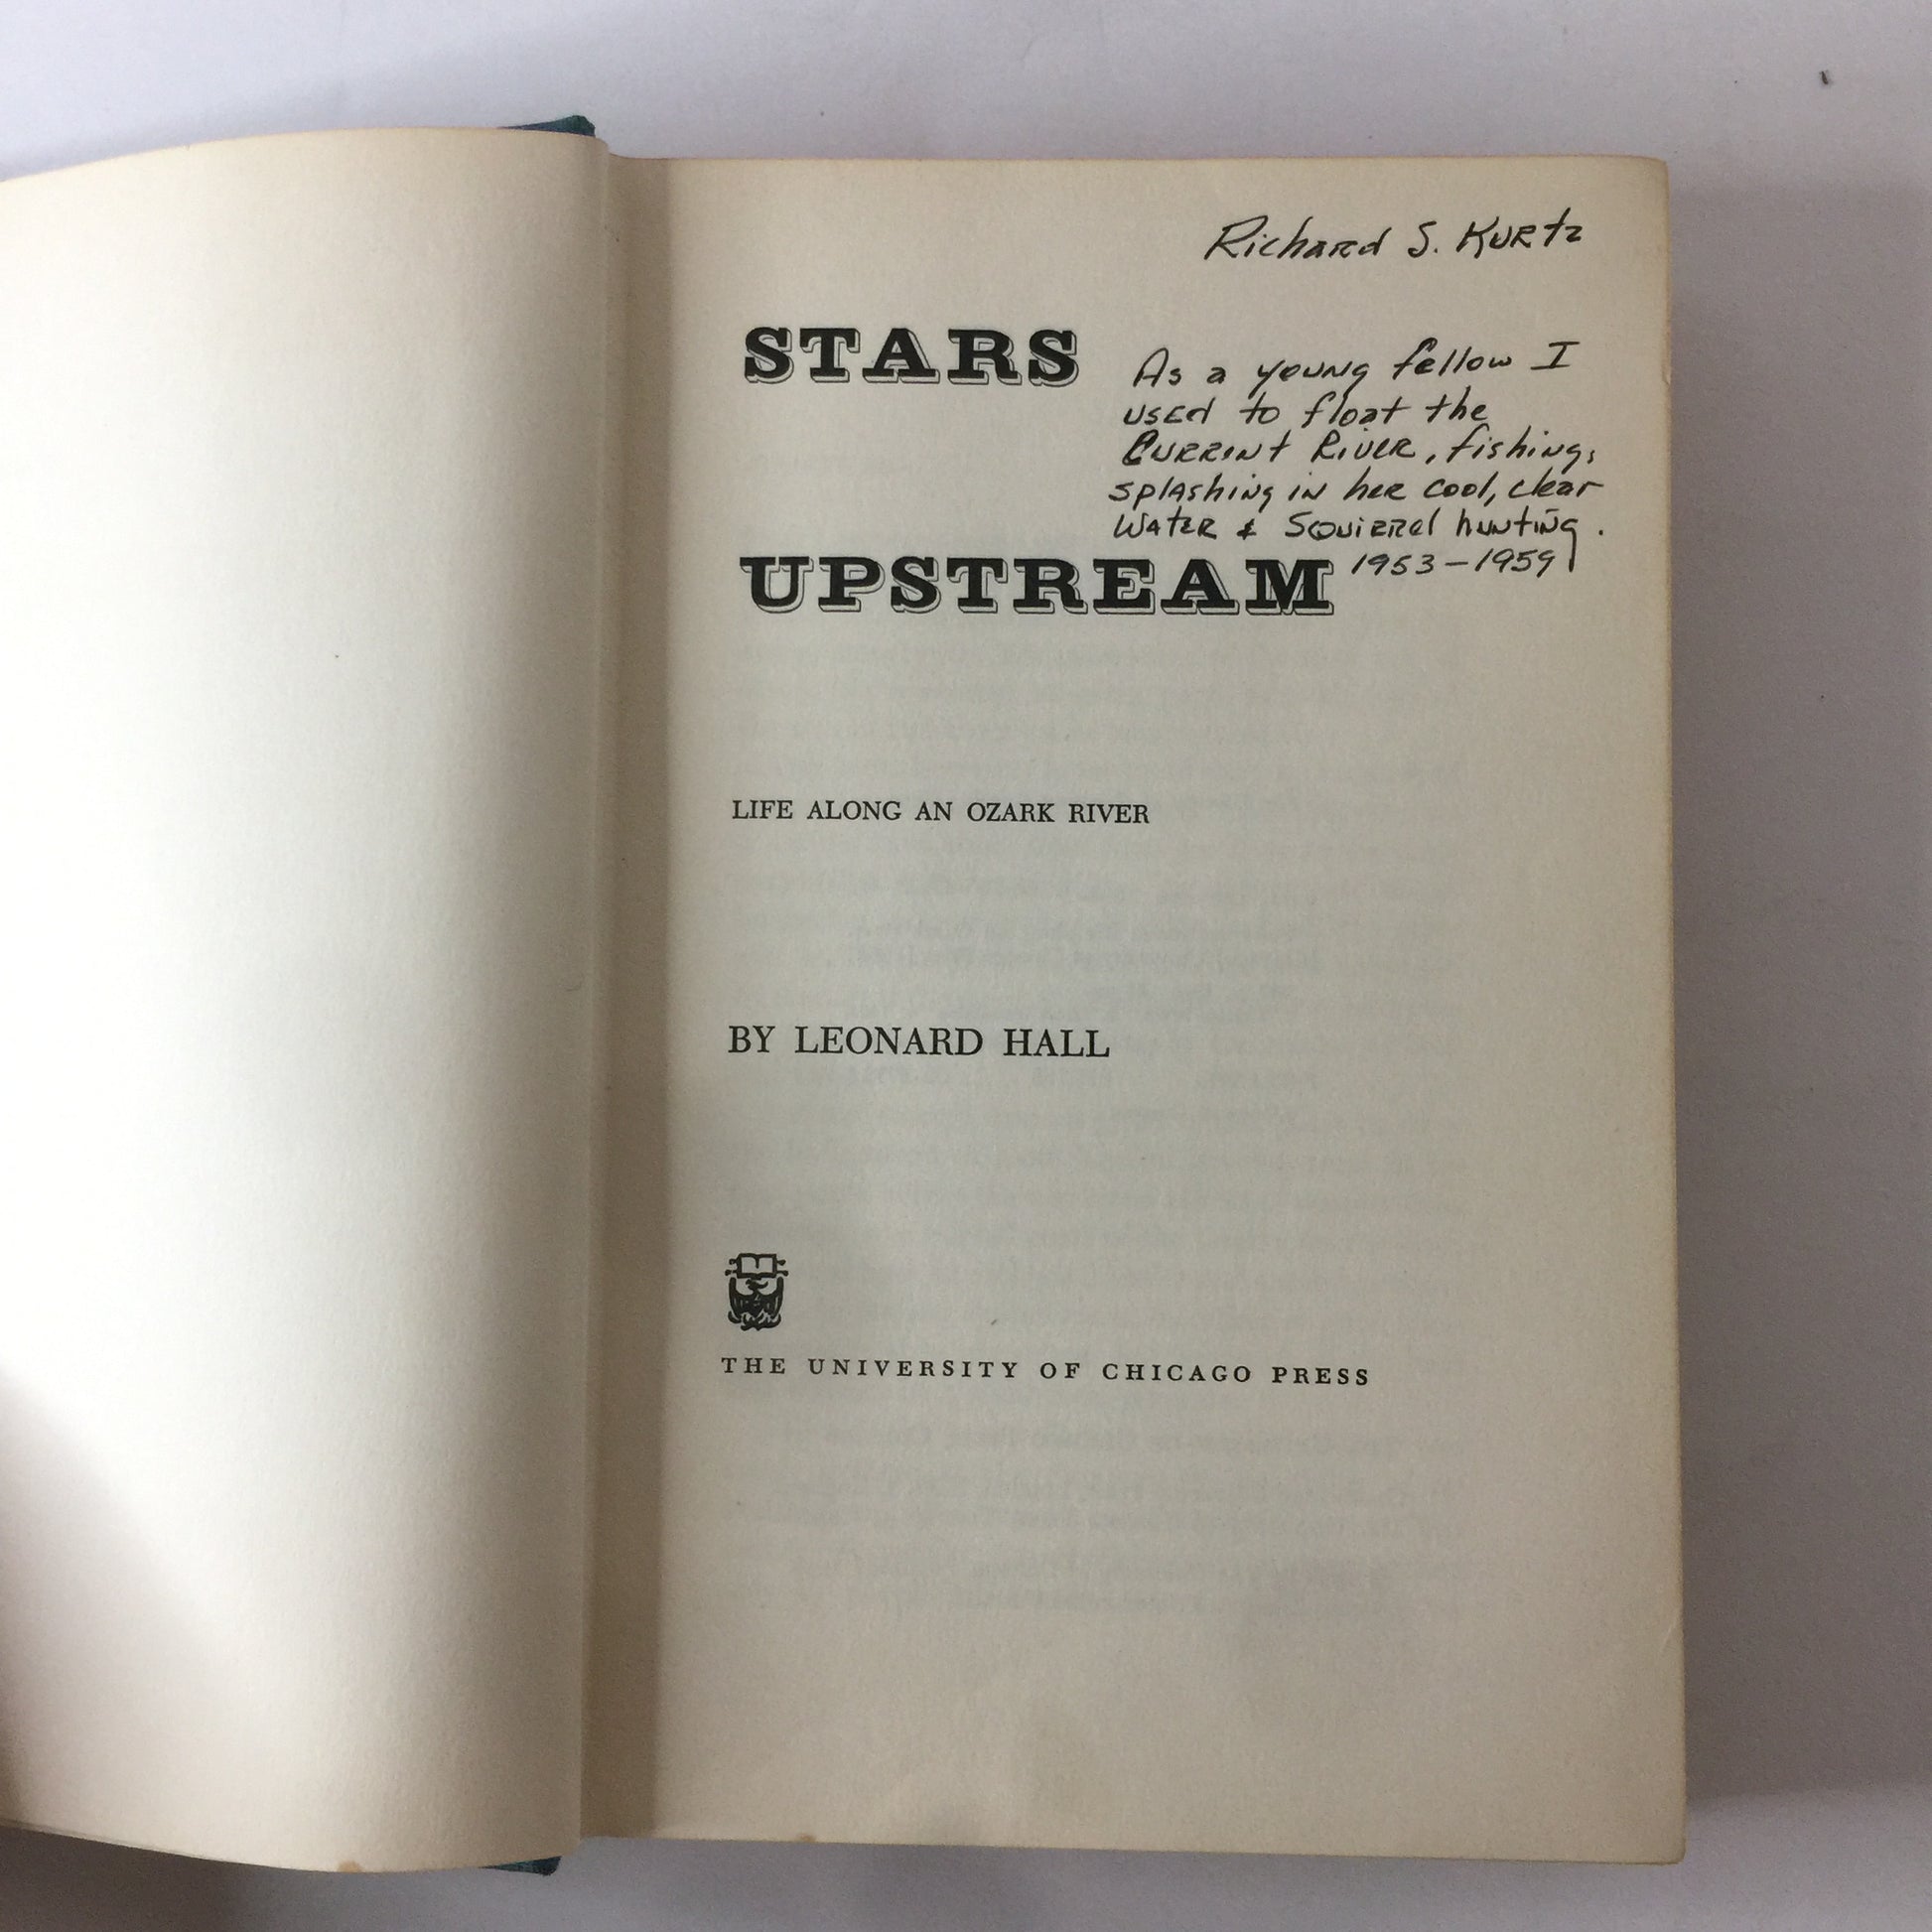 Richard S. Kurtz
STARS
As a young fellow I
used to float the
Current River, fishing,
splashing in her cool, clear
Water & Squirrel hunting.
1953-1959
UPSTREAM
LIFE ALONG AN OZARK RIVER
BY LEONARD HALL
THE UNIVERSITY OF CHICAGO PRESS